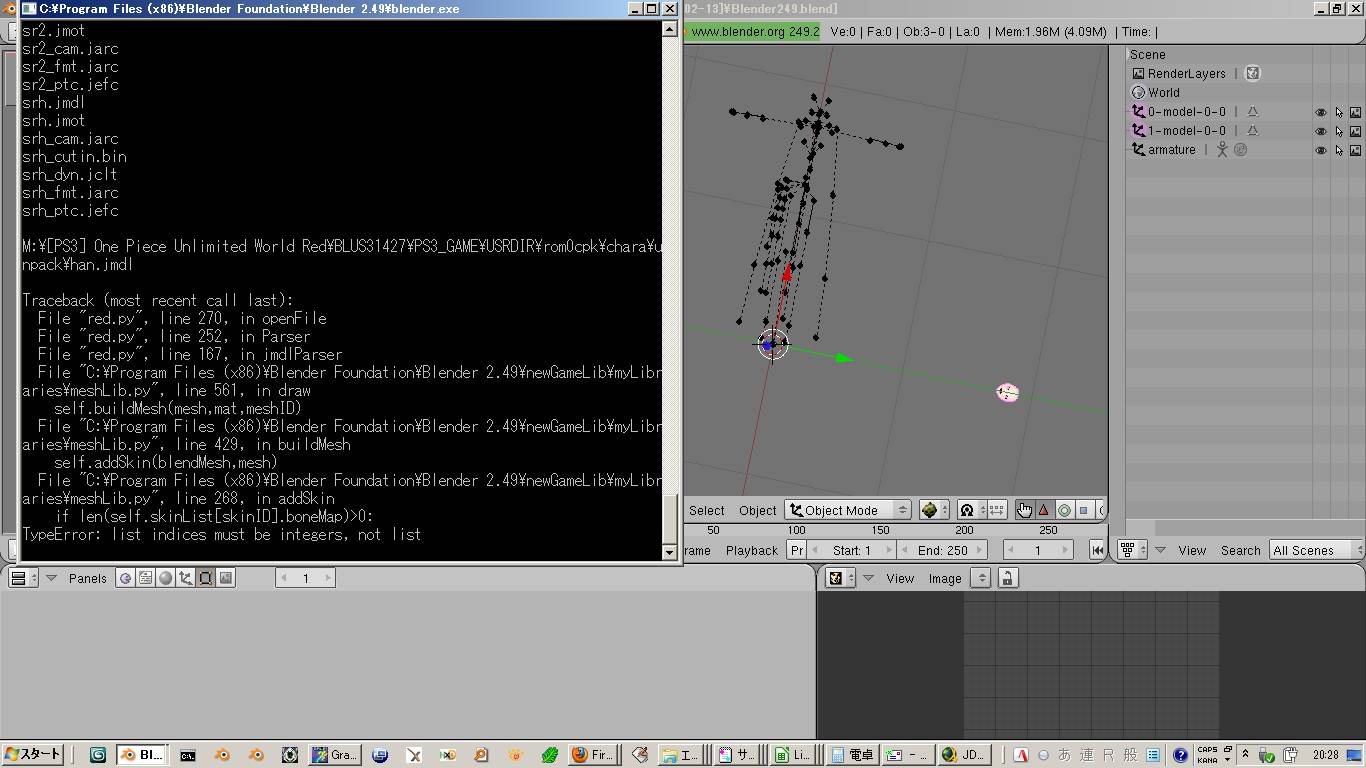 C:¥Program Files (x86)¥Blender Foundation¥Blender 2.49¥blender.exe
02-13]¥Blender249.blend]
sr2.jmot
sr2_cam.jarc
sr2_fmt.jarc
sr2_ptc.jefc
srh.jmdl
srh.jmot
srh_cam.jarc
srh_cutin.bin
srh_dyn.jclt
srh_fmt.jarc
srh_ptc.jefc
M:¥[PS3] One Piece Unlimited World Red¥BLUS31427¥PS3_GAME¥USRDIR¥rom0cpk¥chara¥u
npack¥han.jmdl
Traceback (most recent call last):
File "red.py", line 270, in openFile
File "red.py", line 252, in Parser
File "red.py", line 167, in jmdlParser
File "C:¥Program Files (x86)¥Blender Foundation¥Blender 2.49¥newGameLib¥myLibr
aries¥meshLib.py", line 561, in draw
self.buildMesh(mesh,mat,meshID)
File "C:¥Program Files (x86)¥Blender Foundation¥Blender 2.49¥newGameLib¥myLibr
aries¥meshLib.py", line 429, in buildMesh
self.addSkin(blendMesh,mesh)
File "C:¥Program Files (x86)¥Blender Foundation¥Blender 2.49¥newGameLib¥myLibr
aries¥meshLib.py", line 268, in addSkin
if len(self.skinList[skinID].boneMap)>0:
TypeError: list indices must be integers, not list
www.blender.org 249.2 Ve:0 | Fa:0 | Ob:3-0 | La:0 | Mem:1.96M (4.09M) | Time: |
Scene
RenderLayers |
World
0-model-0-0 |
1-model-0-0 |
armature |
Select Object Object Mode
50 100 150 200 250
rame Playback Pr Start: 1 End: 250 1
View Search All Scenes
Panels 1
View Image
スタート
Bl...
Gra...
Fir...
エ...
サ...
Li...
電卓
- ...
JD...
A あ 連 R 般
CAPS
KANA
20:28